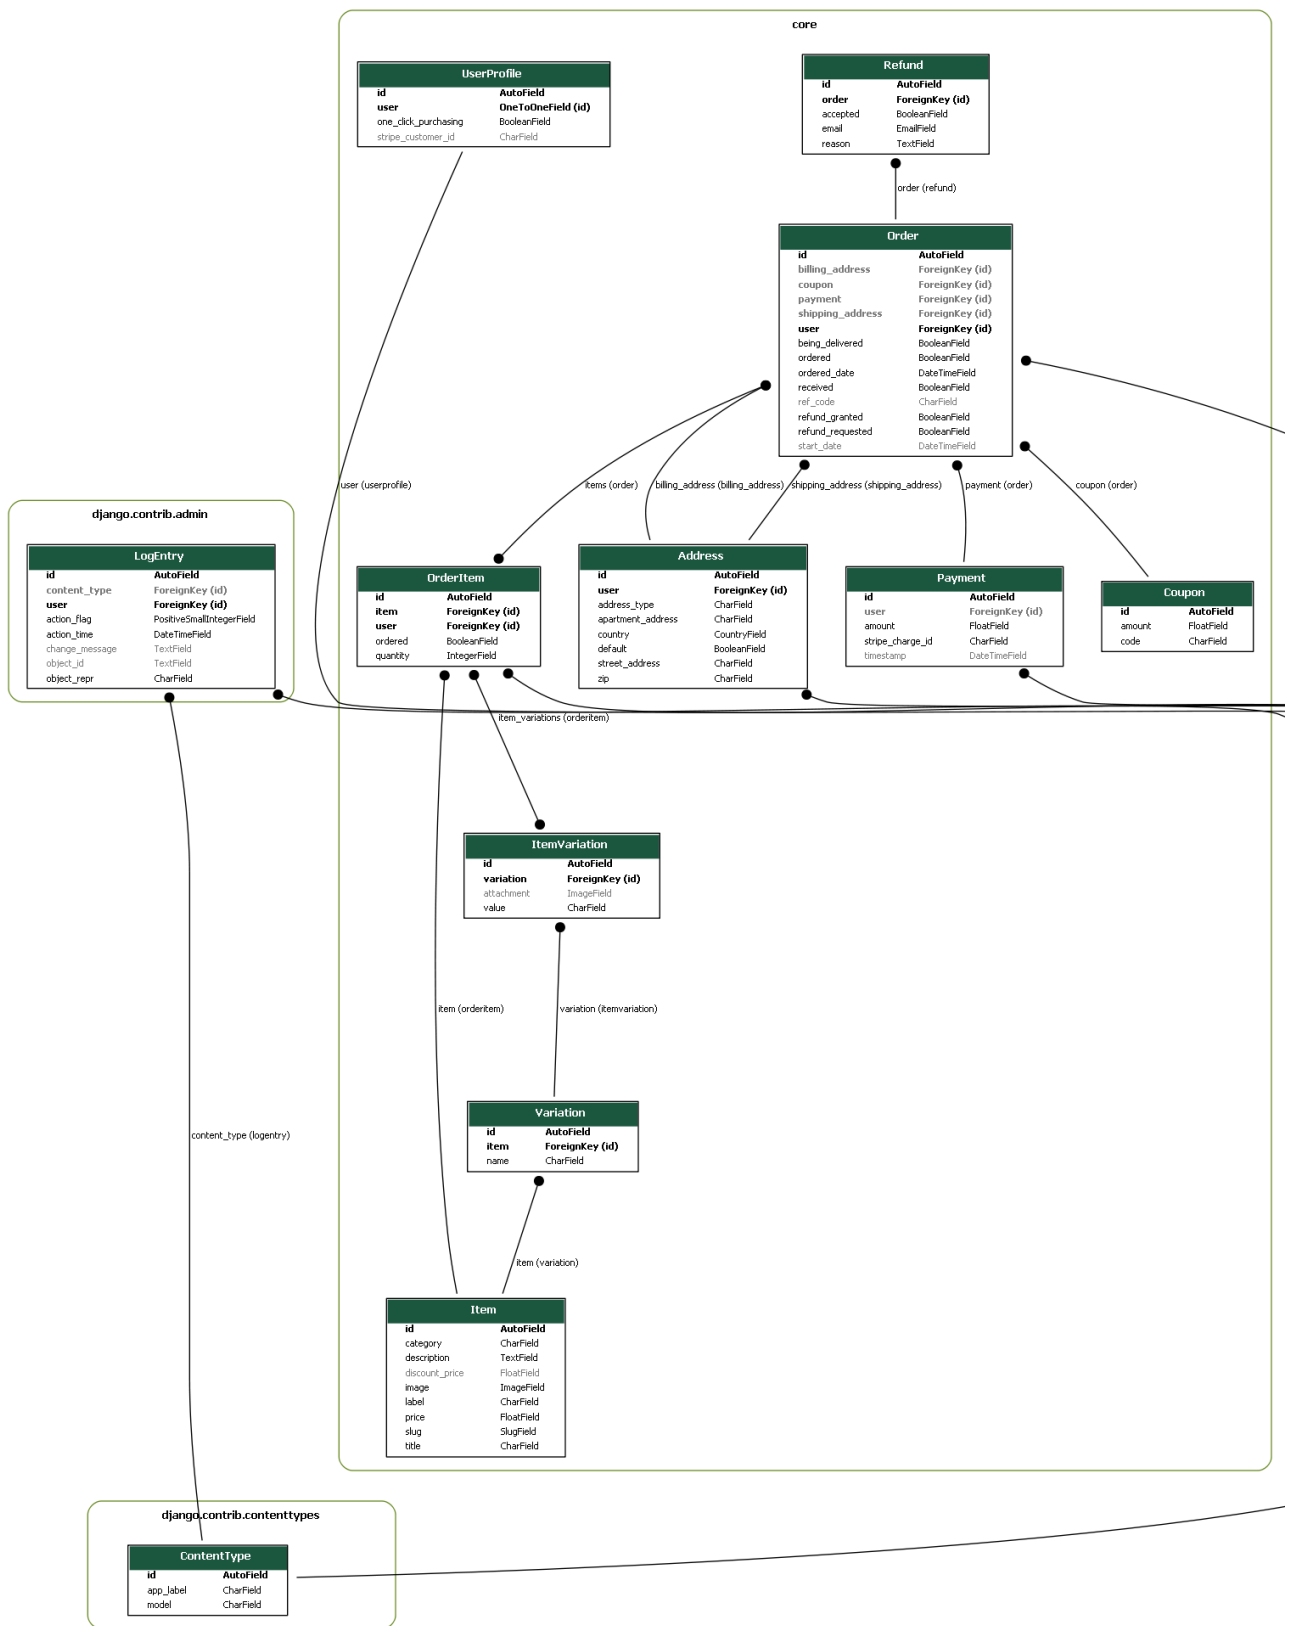 core
UserProfile
id AutoField
user OneToOneField (id)
one_click_purchasing BooleanField
stripe_customer_id CharField
Refund
id AutoField
order ForeignKey (id)
accepted BooleanField
email EmailField
reason TextField
order (refund)
Order
id AutoField
billing_address ForeignKey (id)
coupon ForeignKey (id)
payment ForeignKey (id)
shipping_address ForeignKey (id)
user ForeignKey (id)
being_delivered BooleanField
ordered BooleanField
ordered_date DateTimeField
received BooleanField
ref_code CharField
refund_granted BooleanField
refund_requested BooleanField
start_date DateTimeField
user (userprofile)
items (order)
billing_address (billing_address)
shipping_address (shipping_address)
payment (order)
coupon (order)
django.contrib.admin
LogEntry
id AutoField
content_type ForeignKey (id)
user ForeignKey (id)
action_flag PositiveSmallIntegerField
action_time DateTimeField
change_message TextField
object_id TextField
object_repr CharField
OrderItem
id AutoField
item ForeignKey (id)
user ForeignKey (id)
ordered BooleanField
quantity IntegerField
Address
id AutoField
user ForeignKey (id)
address_type CharField
apartment_address CharField
country CountryField
default BooleanField
street_address CharField
zip CharField
Payment
id AutoField
user ForeignKey (id)
amount FloatField
stripe_charge_id CharField
timestamp DateTimeField
Coupon
id AutoField
amount FloatField
code CharField
item_variations (orderitem)
ItemVariation
id AutoField
variation ForeignKey (id)
attachment ImageField
value CharField
item (orderitem)
variation (itemvariation)
Variation
id AutoField
item ForeignKey (id)
name CharField
content_type (logentry)
item (variation)
Item
id AutoField
category CharField
description TextField
discount_price FloatField
image ImageField
label CharField
price FloatField
slug SlugField
title CharField
django.contrib.contenttypes
ContentType
id AutoField
app_label CharField
model CharField